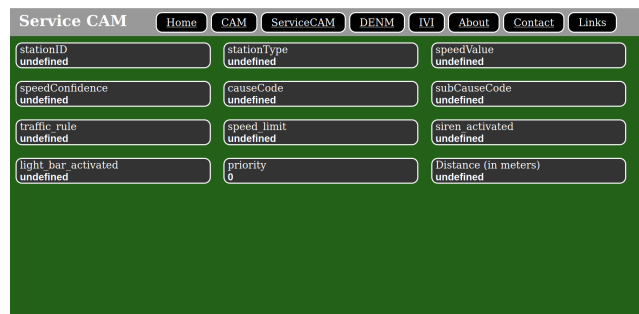 Service CAM
Home CAM ServiceCAM DENM IVI About Contact Links
stationID stationType speedValue
undefined undefined undefined
speedConfidence causeCode subCauseCode
undefined undefined undefined
traffic_rule speed_limit siren_activated
undefined undefined undefined
light_bar_activated priority Distance (in meters)
undefined 0 undefined